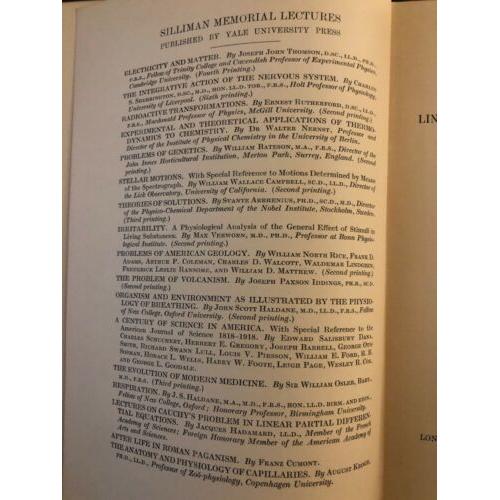 SILLIMAN MEMORIAL LECTURES
PUBLISHED BY YALE UNIVERSITY PRESS
ELECTRICITY AND MATTER. By Joseph John Thomson, D.SC., LL.D., PH.D.,
F.R.S., Fellow of Trinity College and Cavendish Professor of Experimental Physics,
Cambridge University. (Fourth Printing.)
THE INTEGRATIVE ACTION OF THE NERVOUS SYSTEM. By Charles
S. Sherrington, D.SC., M.D., HON. LL.D. TOR., F.R.S., Holt Professor of Physiology,
University of Liverpool. (Sixth printing.)
RADIOACTIVE TRANSFORMATIONS. By Ernest Rutherford, D.SC., LL.D.,
F.R.S., Macdonald Professor of Physics, McGill University. (Second printing.)
EXPERIMENTAL AND THEORETICAL APPLICATIONS OF THERMO-
DYNAMICS TO CHEMISTRY. By Dr Walter Nernst, Professor and
Director of the Institute of Physical Chemistry in the University of Berlin.
PROBLEMS OF GENETICS. By William Bateson, M.A., F.R.S., Director of the
John Innes Horticultural Institution, Merton Park, Surrey, England. (Second
printing.)
STELLAR MOTIONS. With Special Reference to Motions Determined by Means
of the Spectrograph. By William Wallace Campbell, SC.D., LL.D., Director of
the Lick Observatory, University of California. (Second printing.)
THEORIES OF SOLUTIONS. By Svante Arrhenius, PH.D., SC.D., M.D., Director
of the Physico-Chemical Department of the Nobel Institute, Stockholm, Sweden.
(Third printing.)
IRRITABILITY. A Physiological Analysis of the General Effect of Stimuli in
Living Substances. By Max Verworn, M.D., PH.D., Professor at Bonn Physio-
logical Institute. (Second printing.)
PROBLEMS OF AMERICAN GEOLOGY. By William North Rice, Frank D.
Adams, Arthur P. Coleman, Charles D. Walcott, Waldemar Lindgren,
Frederick Leslie Ransome, and William D. Matthew. (Second printing.)
THE PROBLEM OF VOLCANISM. By Joseph Paxson Iddings, PH.B., SC.D.
(Second printing.)
ORGANISM AND ENVIRONMENT AS ILLUSTRATED BY THE PHYSIO-
LOGY OF BREATHING. By John Scott Haldane, M.D., LL.D., F.R.S., Fellow
of New College, Oxford University. (Second printing.)
A CENTURY OF SCIENCE IN AMERICA. With Special Reference to the
American Journal of Science 1818-1918. By Edward Salisbury Dana,
Charles Schuchert, Herbert E. Gregory, Joseph Barrell, George Otis
Smith, Richard Swann Lull, Louis V. Pirsson, William E. Ford, R. B.
Sosman, Horace L. Wells, Harry W. Foote, Leigh Page, Wesley R. Coe,
and George L. Goodale.
THE EVOLUTION OF MODERN MEDICINE. By Sir William Osler, Bart.,
M.D., F.R.S. (Third printing.)
RESPIRATION. By J. S. Haldane, M.A., M.D., F.R.S., HON. LL.D. BIRM. AND EDIN.,
Fellow of New College, Oxford; Honorary Professor, Birmingham University.
LECTURES ON CAUCHY'S PROBLEM IN LINEAR PARTIAL DIFFEREN-
TIAL EQUATIONS. By Jacques Hadamard, LL.D., Member of the French
Academy of Sciences; Foreign Honorary Member of the American Academy of
Arts and Sciences.
AFTER LIFE IN ROMAN PAGANISM. By Franz Cumont.
THE ANATOMY AND PHYSIOLOGY OF CAPILLARIES. By August Krogh,
PH.D., LL.D., Professor of Zoö-physiology, Copenhagen University.
LIN
LON